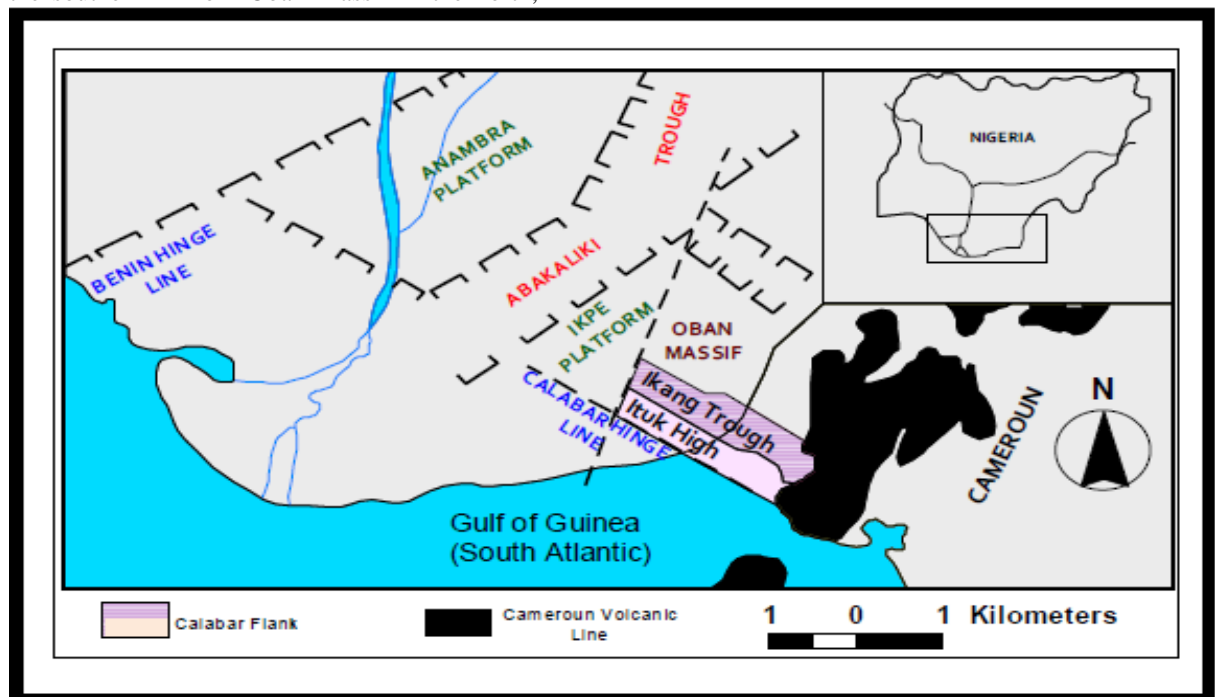 ANAMBRA
PLATFORM
TROUGH
NIGERIA
BENIN HINGE
LINE
ABAKALIKI
IKPE
PLATFORM
OBAN
MASSIF
CALABAR HINGE
LINE
Ikang Trough
Ituk High
CAMEROUN
N
Gulf of Guinea
(South Atlantic)
Calabar Flank
Cameroun Volcanic
Line
1 0 1 Kilometers